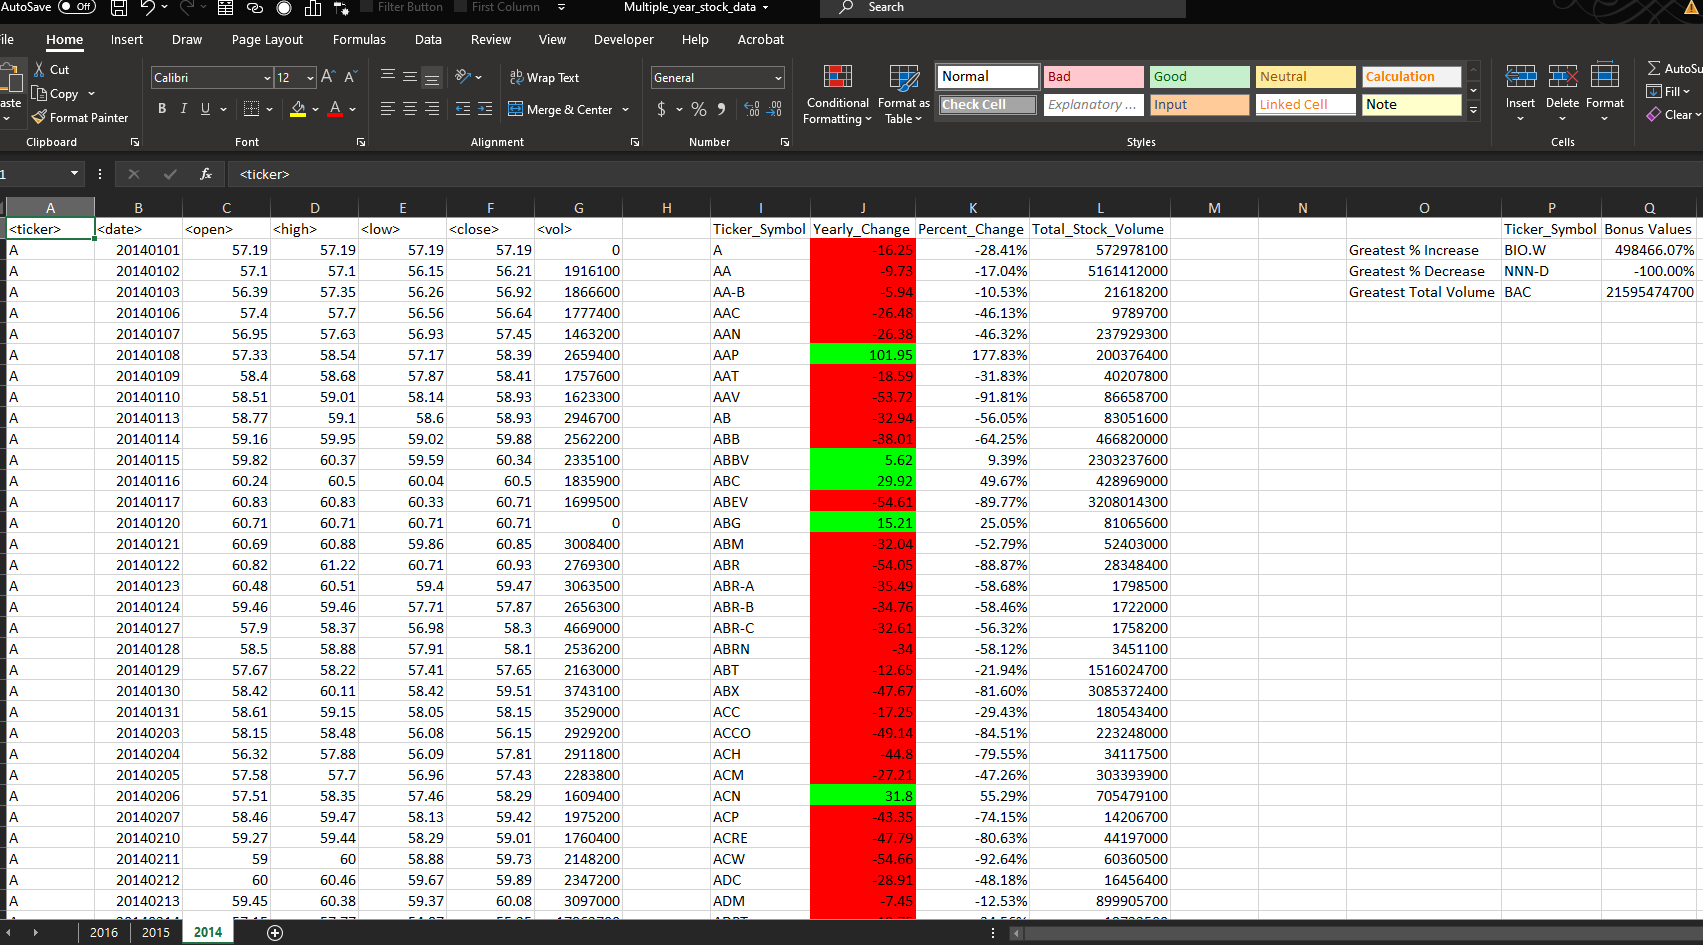 AutoSave Off Filter Button First Column Multiple_year_stock_data Search
ile Home Insert Draw Page Layout Formulas Data Review View Developer Help Acrobat
aste Cut Copy Format Painter
Clipboard
Calibri 12
B I U A
Font
ab Wrap Text
Merge & Center
Alignment
General
$ % 9
Number
Conditional Formatting Format as Table
Normal Bad Good Neutral Calculation
Check Cell Explanatory ... Input Linked Cell Note
Styles
Insert Delete Format
Cells
AutoSu
Fill
Clear
1 fx <ticker>
A B C D E F G H I J K L M N O P Q
<ticker> <date> <open> <high> <low> <close> <vol> Ticker_Symbol Yearly_Change Percent_Change Total_Stock_Volume Ticker_Symbol Bonus Values
A 20140101 57.19 57.19 57.19 57.19 0 A -16.25 -28.41% 572978100 Greatest % Increase BIO.W 498466.07%
A 20140102 57.1 57.1 56.15 56.21 1916100 AA -9.73 -17.04% 5161412000 Greatest % Decrease NNN-D -100.00%
A 20140103 56.39 57.35 56.26 56.92 1866600 AA-B -5.94 -10.53% 21618200 Greatest Total Volume BAC 21595474700
A 20140106 57.4 57.7 56.56 56.64 1777400 AAC -26.48 -46.13% 9789700
A 20140107 56.95 57.63 56.93 57.45 1463200 AAN -26.38 -46.32% 237929300
A 20140108 57.33 58.54 57.17 58.39 2659400 AAP 101.95 177.83% 200376400
A 20140109 58.4 58.68 57.87 58.41 1757600 AAT -18.59 -31.83% 40207800
A 20140110 58.51 59.01 58.14 58.93 1623300 AAV -53.72 -91.81% 86658700
A 20140113 58.77 59.1 58.6 58.93 2946700 AB -32.94 -56.05% 83051600
A 20140114 59.16 59.95 59.02 59.88 2562200 ABB -38.01 -64.25% 466820000
A 20140115 59.82 60.37 59.59 60.34 2335100 ABBV 5.62 9.39% 2303237600
A 20140116 60.24 60.5 60.04 60.5 1835900 ABC 29.92 49.67% 428969000
A 20140117 60.83 60.83 60.33 60.71 1699500 ABEV -54.61 -89.77% 3208014300
A 20140120 60.71 60.71 60.71 60.71 0 ABG 15.21 25.05% 81065600
A 20140121 60.69 60.88 59.86 60.85 3008400 ABM -32.04 -52.79% 52403000
A 20140122 60.82 61.22 60.71 60.93 2769300 ABR -54.05 -88.87% 28348400
A 20140123 60.48 60.51 59.4 59.47 3063500 ABR-A -35.49 -58.68% 1798500
A 20140124 59.46 59.46 57.71 57.87 2656300 ABR-B -34.76 -58.46% 1722000
A 20140127 57.9 58.37 56.98 58.3 4669000 ABR-C -32.61 -56.32% 1758200
A 20140128 58.5 58.88 57.91 58.1 2536200 ABRN -34 -58.12% 3451100
A 20140129 57.67 58.22 57.41 57.65 2163000 ABT -12.65 -21.94% 1516024700
A 20140130 58.42 60.11 58.42 59.51 3743100 ABX -47.67 -81.60% 3085372400
A 20140131 58.61 59.15 58.05 58.15 3529000 ACC -17.25 -29.43% 180543400
A 20140203 58.15 58.48 56.08 56.15 2929200 ACCO -49.14 -84.51% 223248000
A 20140204 56.32 57.88 56.09 57.81 2911800 ACH -44.8 -79.55% 34117500
A 20140205 57.58 57.7 56.96 57.43 2283800 ACM -27.21 -47.26% 303393900
A 20140206 57.51 58.35 57.46 58.29 1609400 ACN 31.8 55.29% 705479100
A 20140207 58.46 59.47 58.13 59.42 1975200 ACP -43.35 -74.15% 14206700
A 20140210 59.27 59.44 58.29 59.01 1760400 ACRE -47.79 -80.63% 44197000
A 20140211 59 60 58.88 59.73 2148200 ACW -54.66 -92.64% 60360500
A 20140212 60 60.46 59.67 59.89 2347200 ADC -28.91 -48.18% 16456400
A 20140213 59.45 60.38 59.37 60.08 3097000 ADM -7.45 -12.53% 899905700
2016 2015 2014